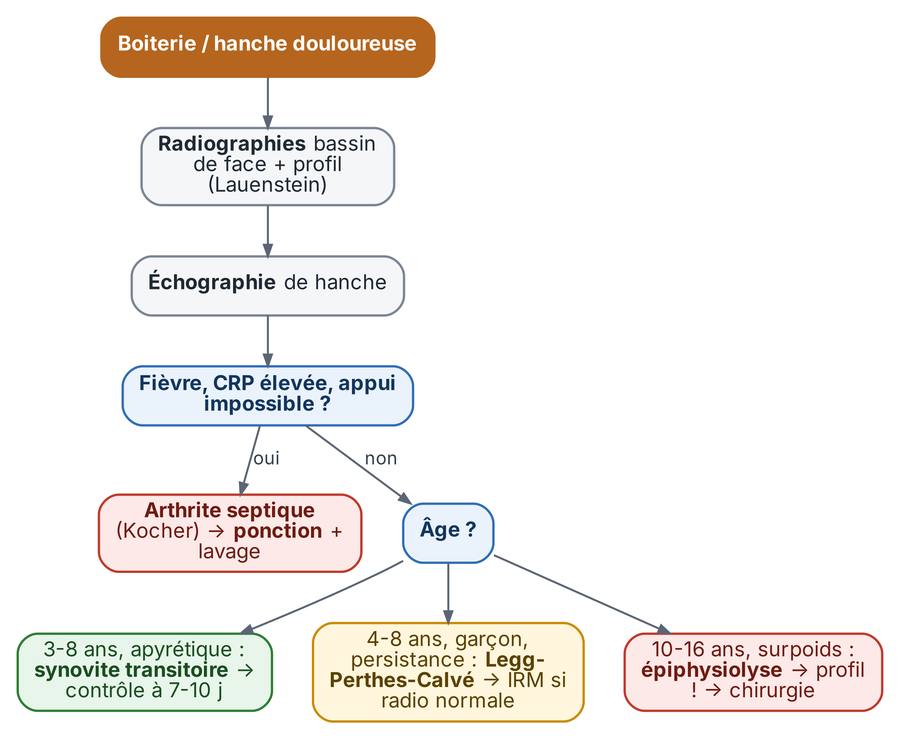 Boiterie / hanche douloureuse
Radiographies bassin
de face + profil
(Lauenstein)
Échographie de hanche
Fièvre, CRP élevée, appui
impossible ?
oui
non
Arthrite septique
(Kocher) → ponction +
lavage
Âge ?
3-8 ans, apyrétique :
synovite transitoire →
contrôle à 7-10 j
4-8 ans, garçon,
persistance : Legg-
Perthes-Calvé → IRM si
radio normale
10-16 ans, surpoids :
épiphysiolyse → profil
! → chirurgie